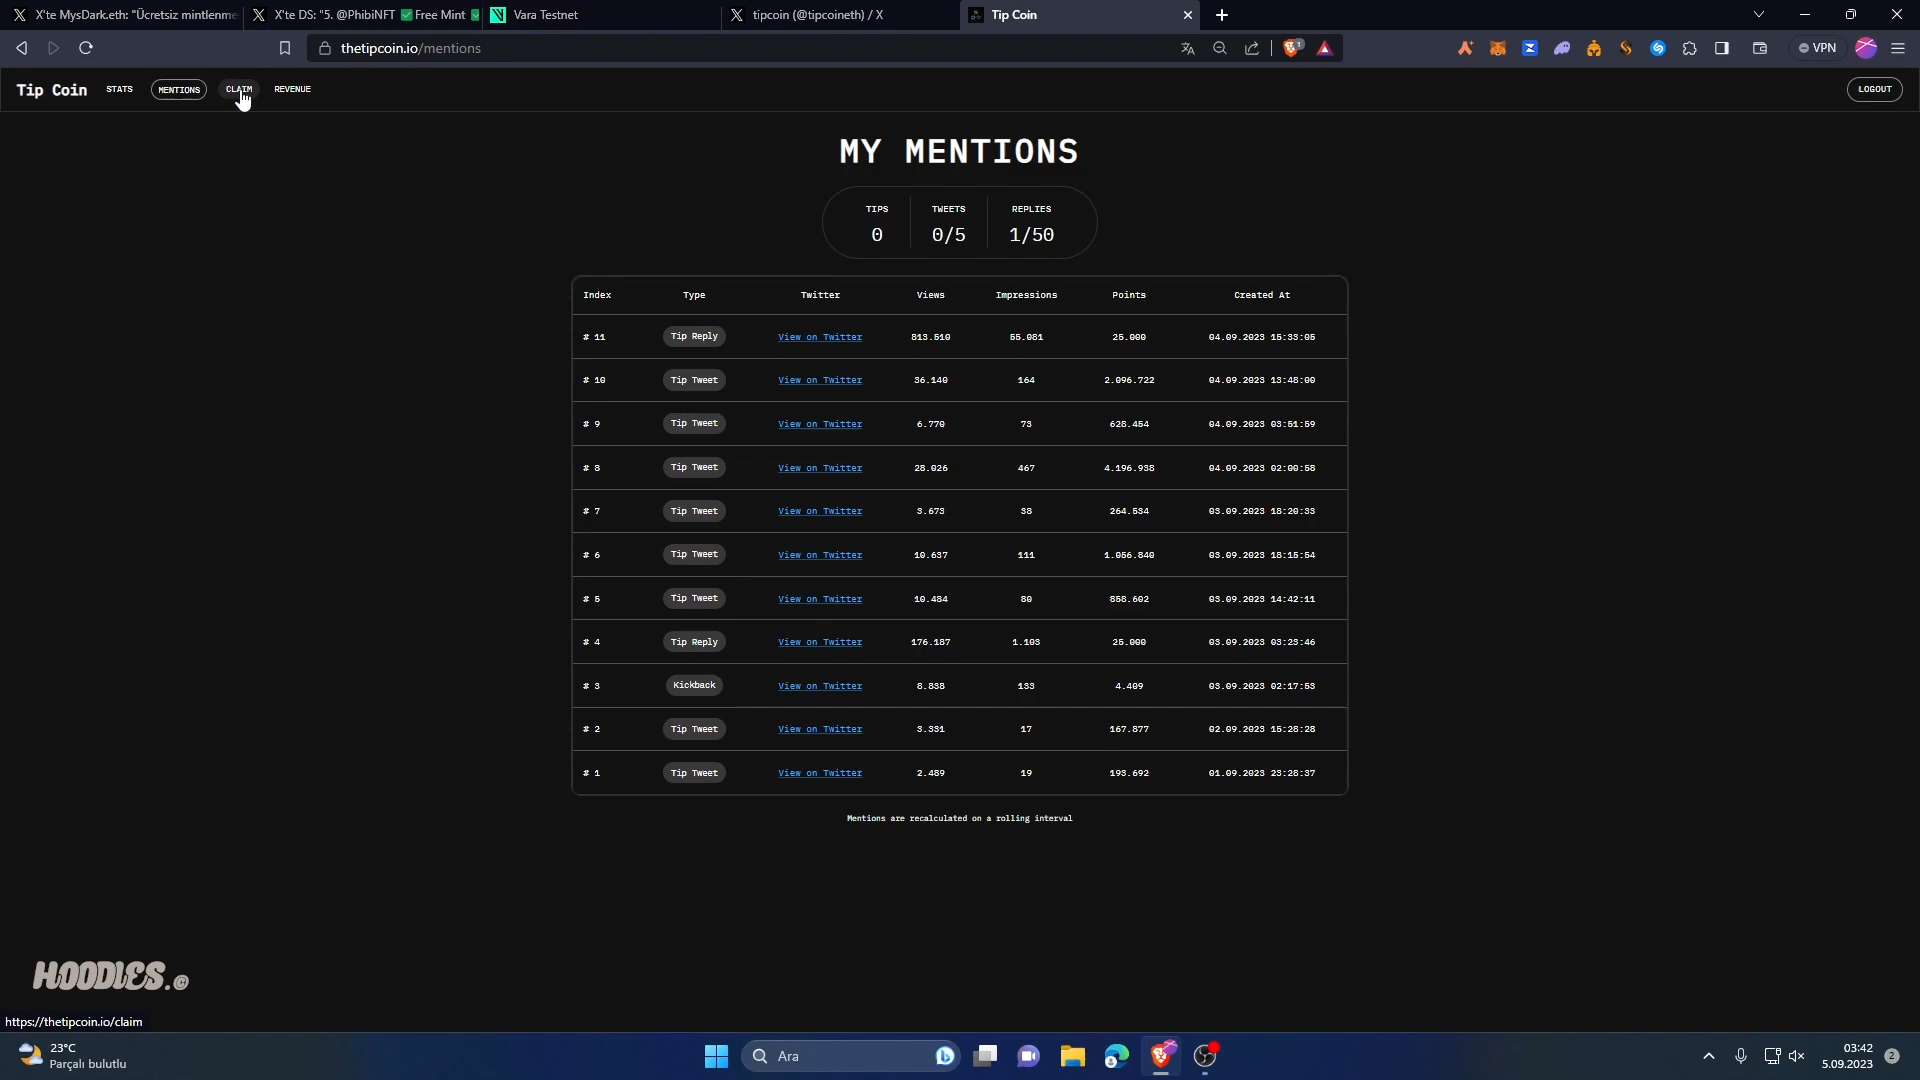 X'te MysDark.eth: "Ücretsiz mintlenme
X'te DS: "5. @PhibiNFT ✅Free Mint ✅
Vara Testnet
tipcoin (@tipcoineth) / X
Tip Coin
thetipcoin.io/mentions
1
VPN
Tip Coin
STATS
MENTIONS
CLAIM
REVENUE
LOGOUT
MY MENTIONS
TIPS TWEETS REPLIES
0 0/5 1/50
Index Type Twitter Views Impressions Points Created At
# 11 Tip Reply View on Twitter 813.510 55.081 25.000 04.09.2023 15:33:05
# 10 Tip Tweet View on Twitter 36.140 164 2.096.722 04.09.2023 13:48:00
# 9 Tip Tweet View on Twitter 6.770 73 628.454 04.09.2023 03:51:59
# 8 Tip Tweet View on Twitter 28.026 467 4.196.938 04.09.2023 02:00:58
# 7 Tip Tweet View on Twitter 3.673 38 264.534 03.09.2023 18:20:33
# 6 Tip Tweet View on Twitter 10.637 111 1.056.840 03.09.2023 18:15:54
# 5 Tip Tweet View on Twitter 10.484 80 858.602 03.09.2023 14:42:11
# 4 Tip Reply View on Twitter 176.187 1.103 25.000 03.09.2023 03:23:46
# 3 Kickback View on Twitter 8.838 133 4.409 03.09.2023 02:17:53
# 2 Tip Tweet View on Twitter 3.331 17 167.877 02.09.2023 15:28:28
# 1 Tip Tweet View on Twitter 2.489 19 193.692 01.09.2023 23:28:37
Mentions are recalculated on a rolling interval
HOODLES.©
https://thetipcoin.io/claim
23°C
Parçalı bulutlu
Ara
03:42
5.09.2023
2